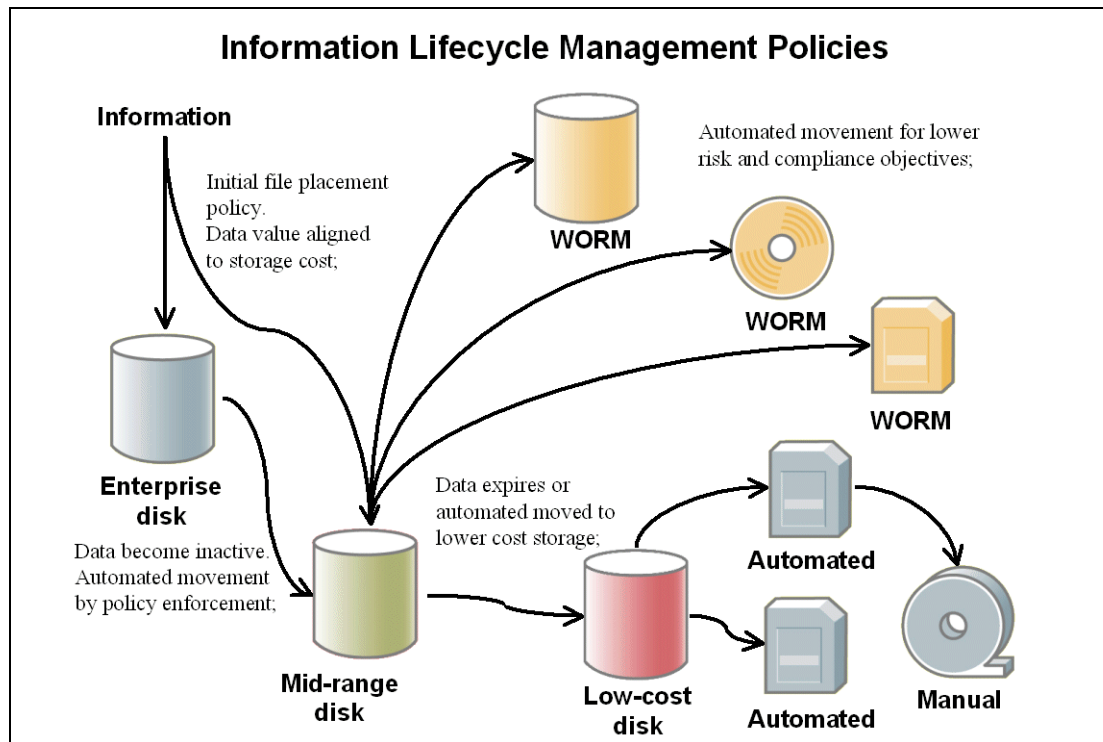 Information Lifecycle Management Policies
Information
Initial file placement
policy.
Data value aligned
to storage cost;
WORM
Automated movement for lower
risk and compliance objectives;
WORM
WORM
Enterprise
disk
Data become inactive.
Automated movement
by policy enforcement;
Mid-range
disk
Data expires or
automated moved to
lower cost storage;
Low-cost
disk
Automated
Automated
Manual